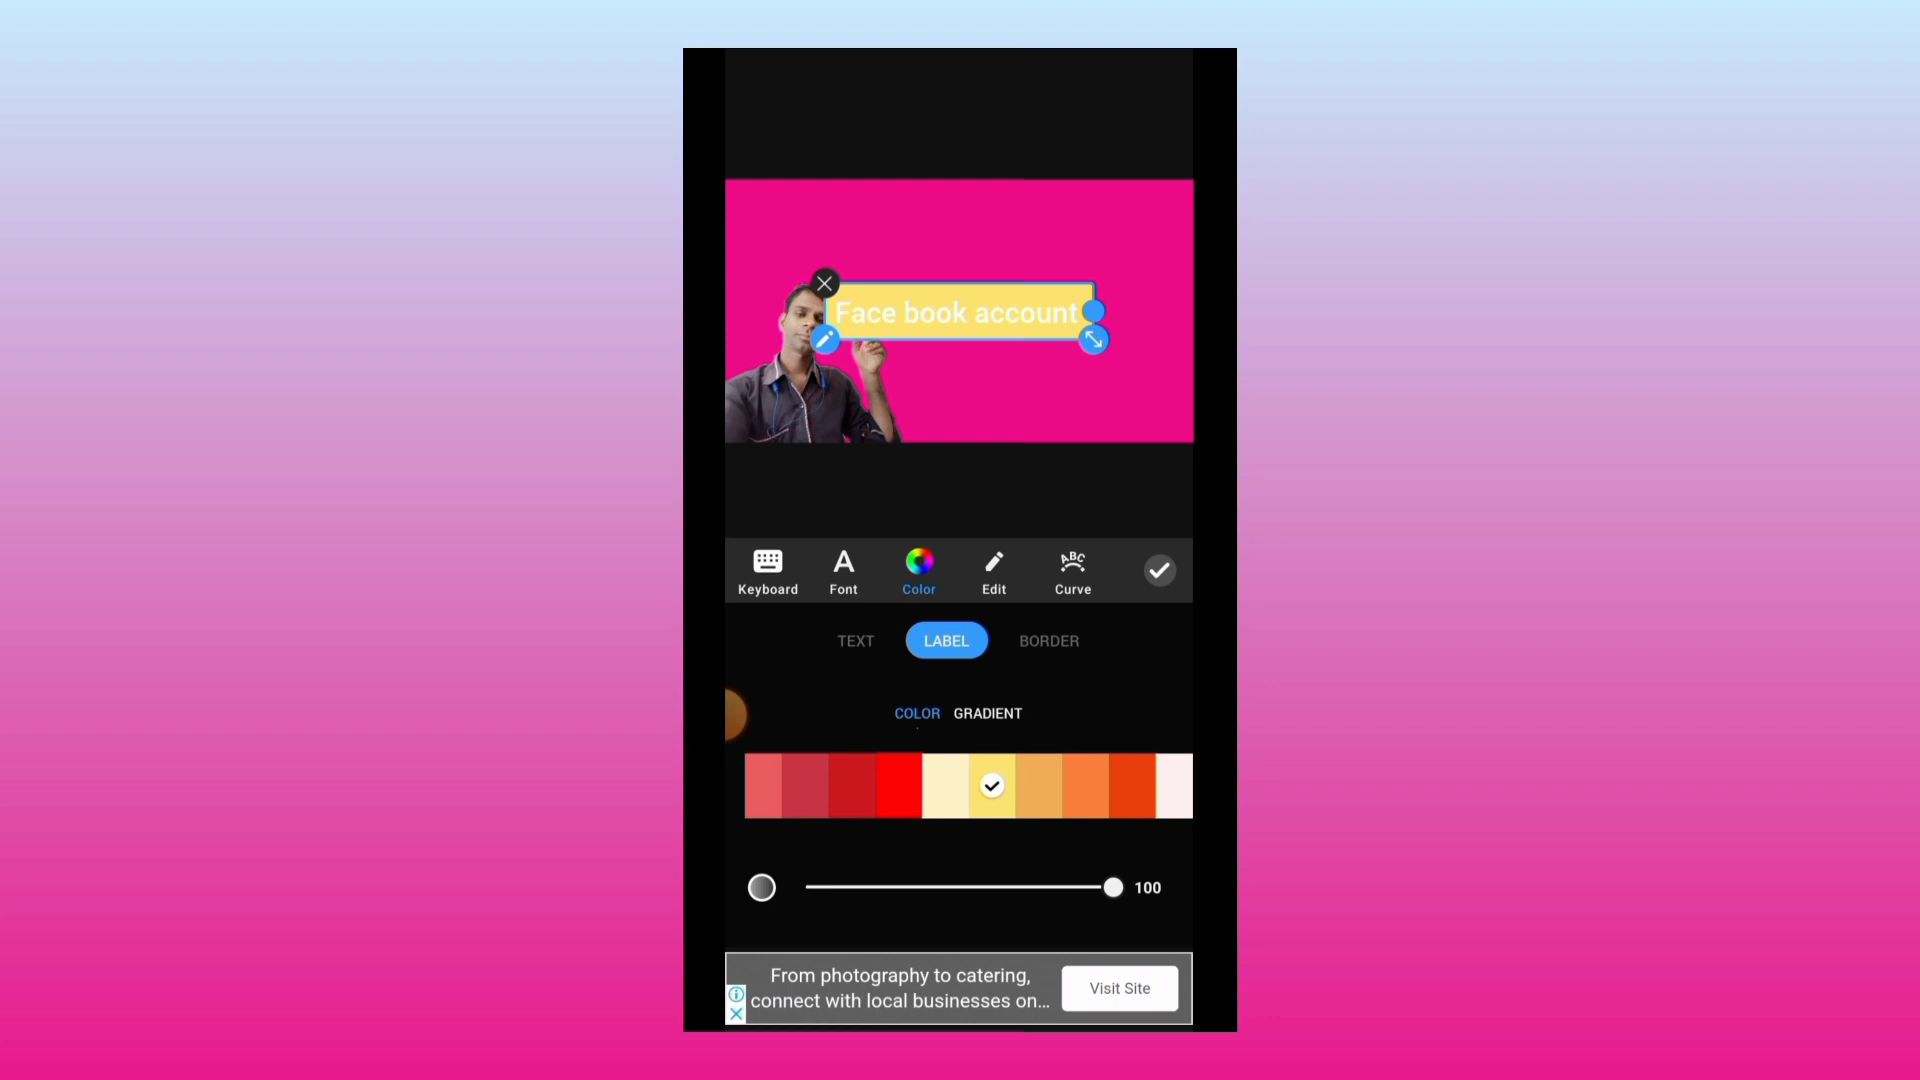 Face book account
Keyboard
Font
Color
Edit
ABC
Curve
TEXT
LABEL
BORDER
COLOR
GRADIENT
100
From photography to catering,
connect with local businesses on...
Visit Site